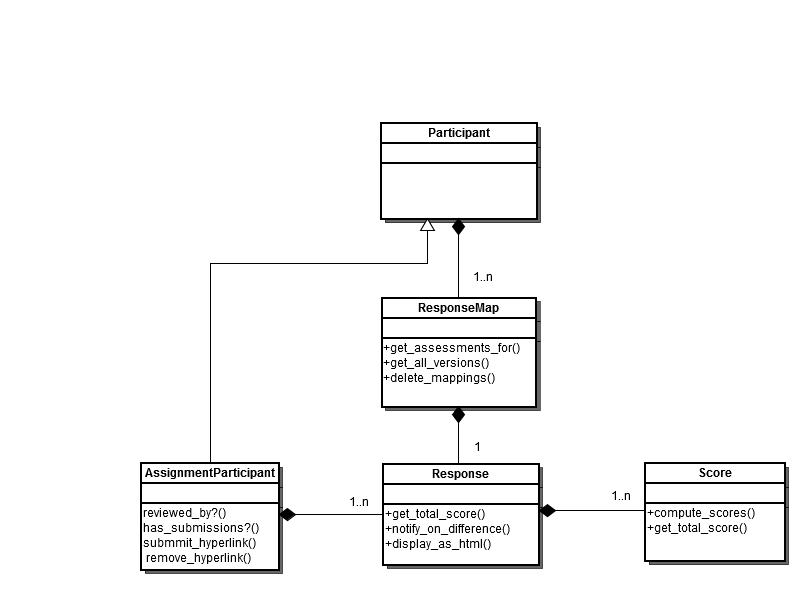 Participant
1..n
ResponseMap
+get_assessments_for()
+get_all_versions()
+delete_mappings()
1
AssignmentParticipant
reviewed_by?()
has_submissions?()
submmit_hyperlink()
remove_hyperlink()
1..n
Response
+get_total_score()
+notify_on_difference()
+display_as_html()
1..n
Score
+compute_scores()
+get_total_score()